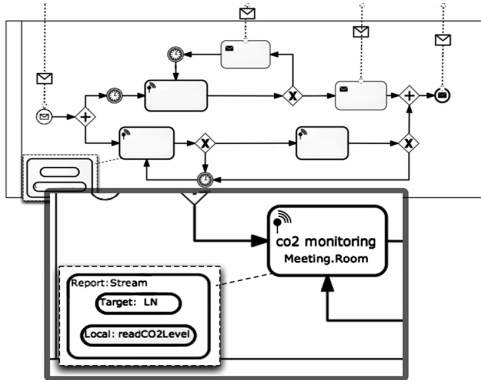 co2 monitoring
Meeting.Room
Report:Stream
Target: LN
Local: readCO2Level